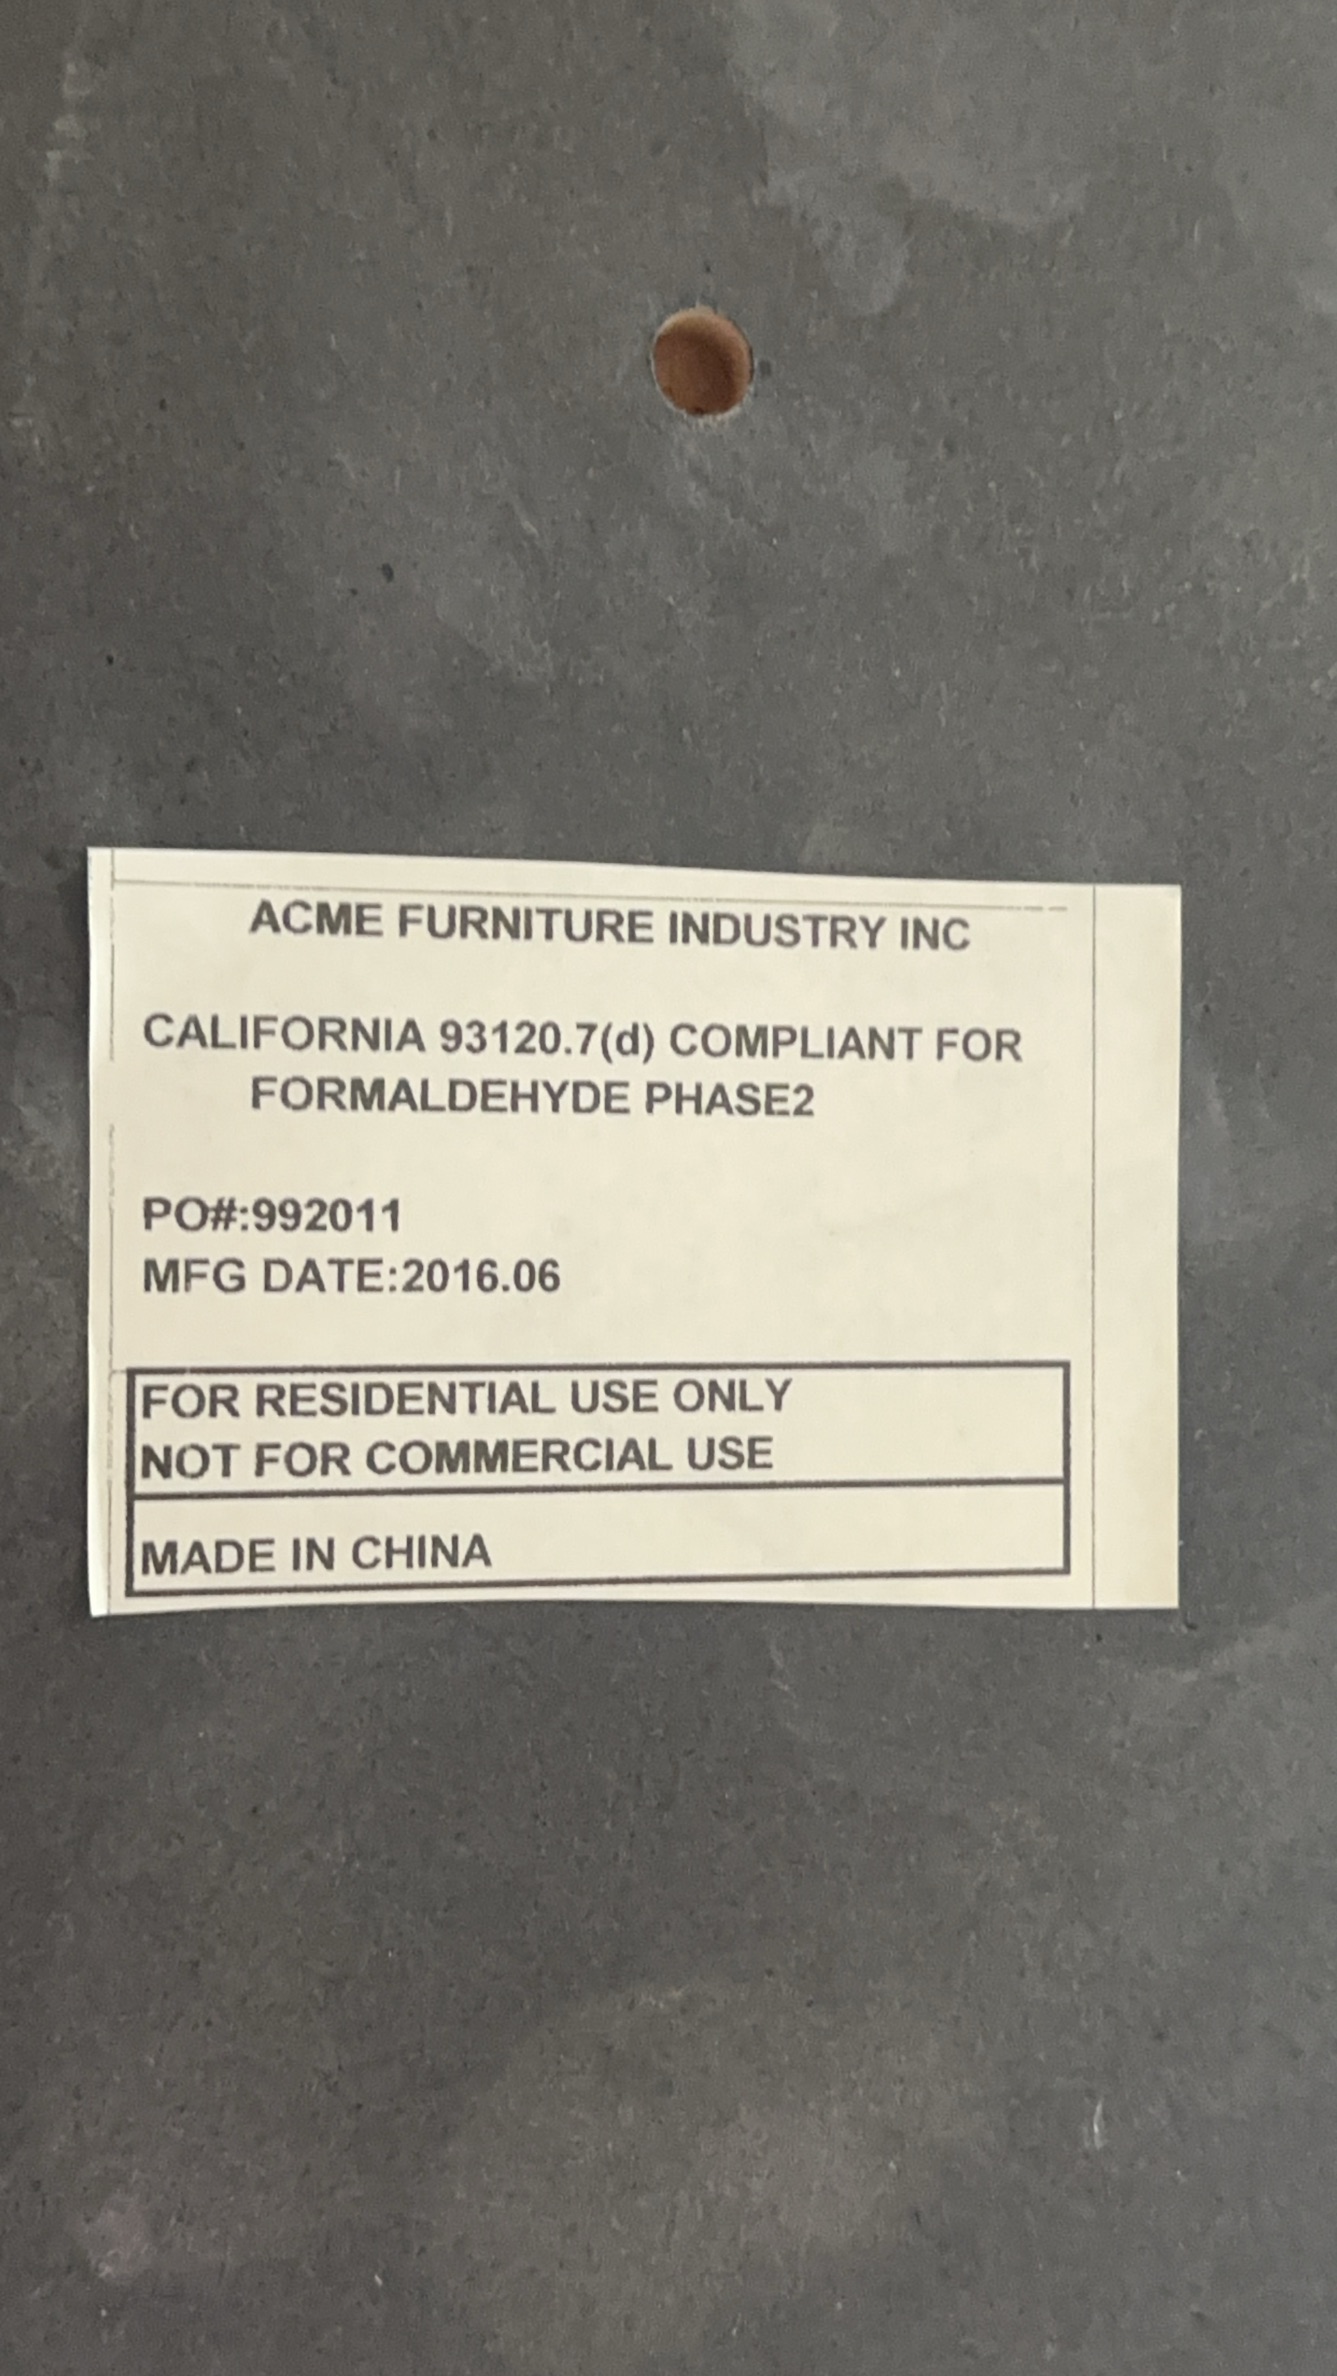 ACME FURNITURE INDUSTRY INC
CALIFORNIA 93120.7(d) COMPLIANT FOR
FORMALDEHYDE PHASE2
PO#:992011
MFG DATE:2016.06
FOR RESIDENTIAL USE ONLY
NOT FOR COMMERCIAL USE
MADE IN CHINA